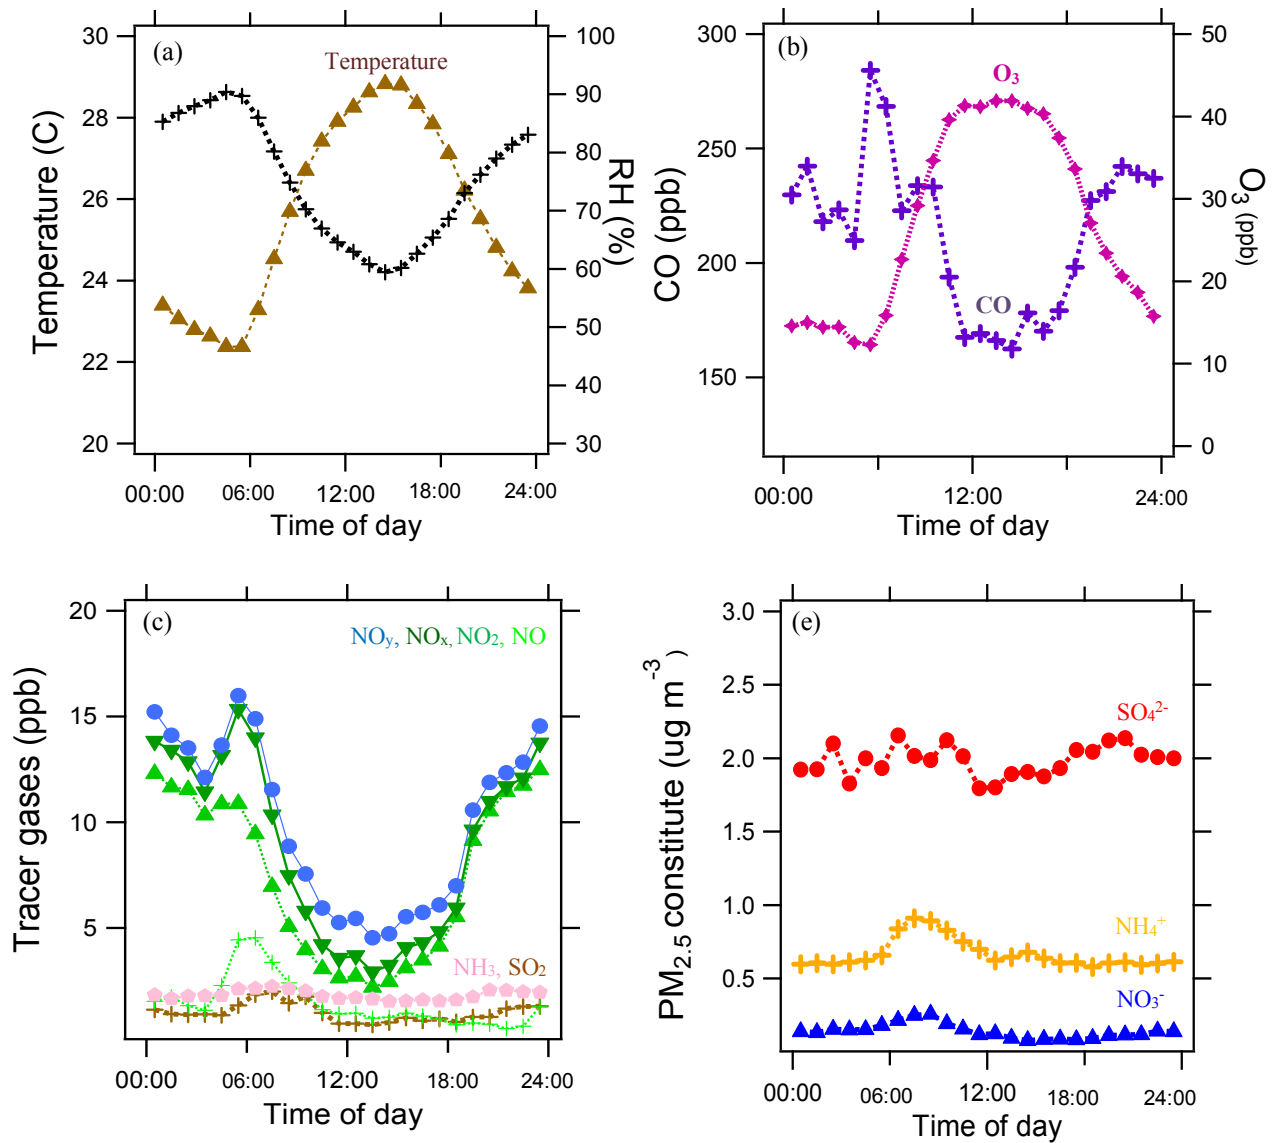 (a)
Temperature
30
28
26
24
22
20
Temperature (C)
100
90
80
70
60
50
40
30
RH (%)
00:00 06:00 12:00 18:00 24:00
Time of day
(b)
O₃
CO
300
250
200
150
CO (ppb)
50
40
30
20
10
0
O₃ (ppb)
00:00 12:00 24:00
Time of day
(c)
NOy, NOx, NO₂, NO
NH₃, SO₂
20
15
10
5
Tracer gases (ppb)
00:00 06:00 12:00 18:00 24:00
Time of day
(e)
SO₄²⁻
NH₄⁺
NO₃⁻
3.0
2.5
2.0
1.5
1.0
0.5
PM₂.₅ constitute (ug m⁻³)
00:00 06:00 12:00 18:00 24:00
Time of day